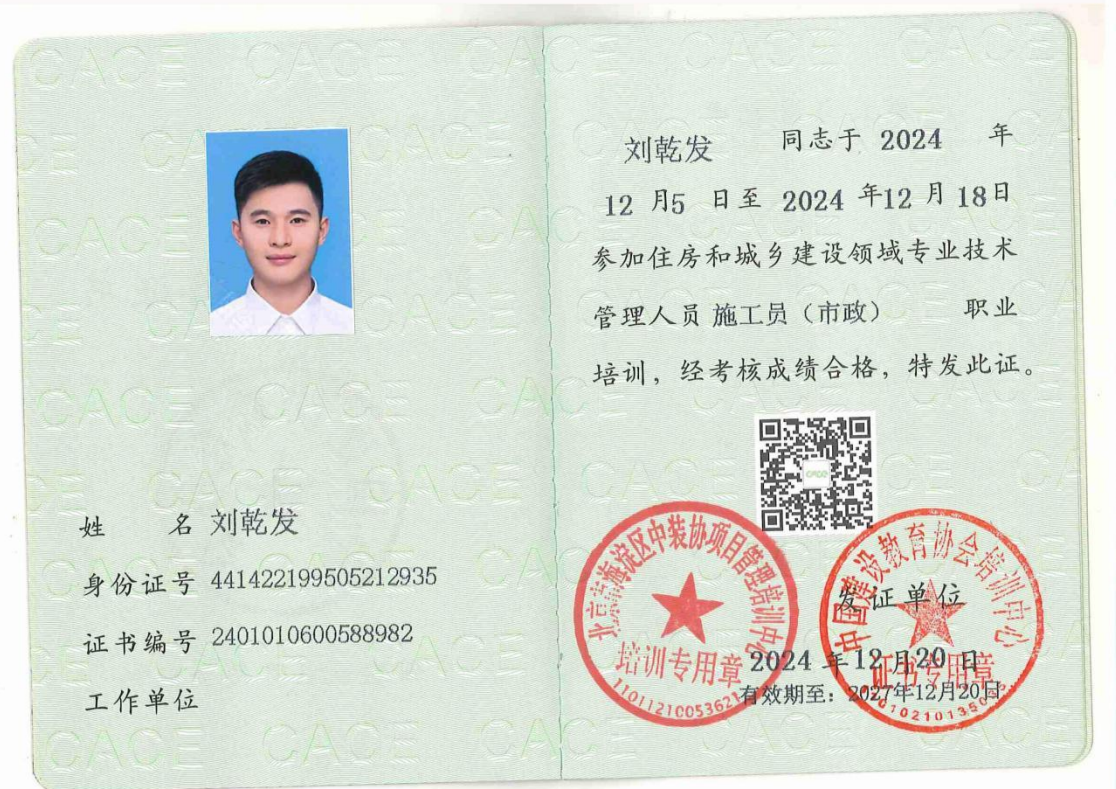 姓 名 刘乾发
身份证号 441422199505212935
证书编号 2401010600588982
工作单位
刘乾发 同志于 2024 年
12 月5 日至 2024 年12 月 18日
参加住房和城乡建设领域专业技术
管理人员 施工员（市政） 职业
培训，经考核成绩合格，特发此证。
北京市海淀区中装协项目管理培训中心
培训专用章
中国建设教育协会培训中心
证书专用章
发证单位
2024 年 12 月 20 日
有效期至：2027年12月20日
CACE